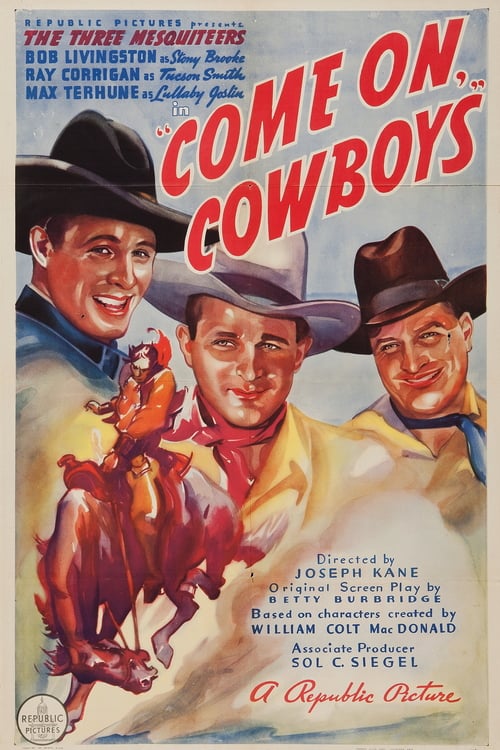 REPUBLIC PICTURES presents
THE THREE MESQUITEERS
BOB LIVINGSTON as Stony Brooke
RAY CORRIGAN as Tucson Smith
MAX TERHUNE as Lullaby Joslin
in
"COME ON,
COWBOYS"
Directed by
JOSEPH KANE
Original Screen Play by
BETTY BURBRIDGE
Based on characters created by
WILLIAM COLT MacDONALD
Associate Producer
SOL C. SIEGEL
A Republic Picture
REPUBLIC
PICTURES